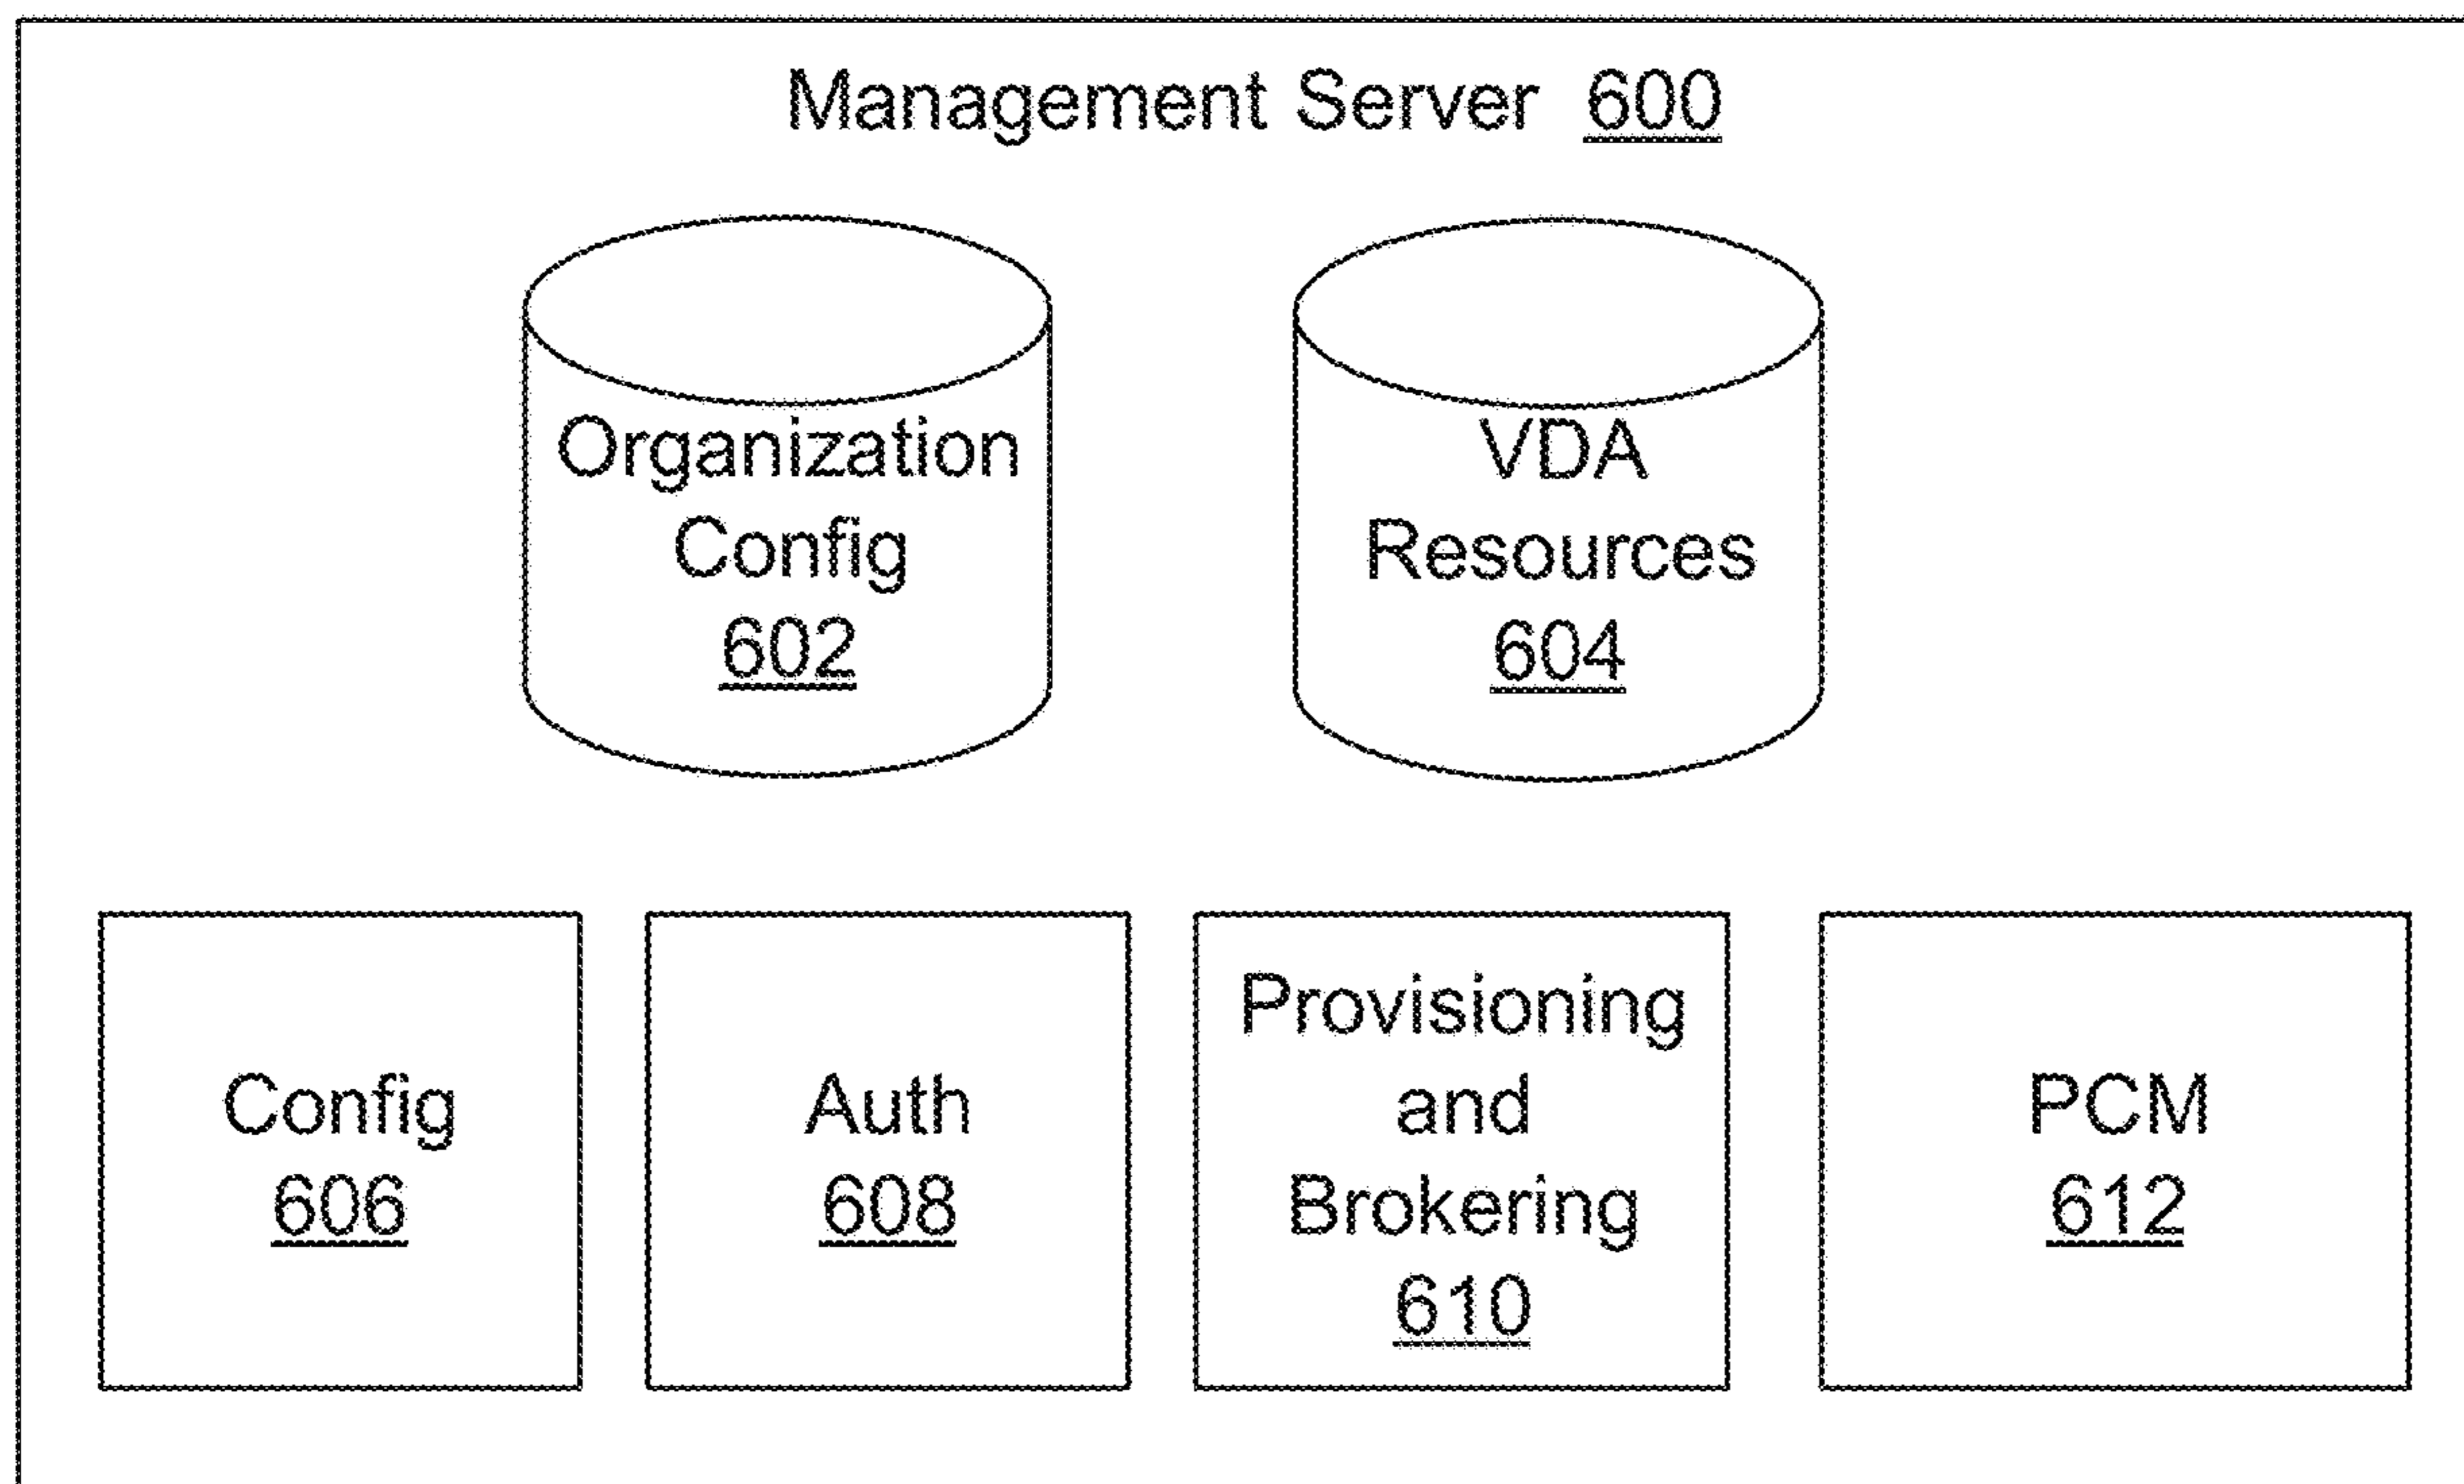 Management Server 600
Organization
Config
602
VDA
Resources
604
Config
606
Auth
608
Provisioning
and
Brokering
610
PCM
612